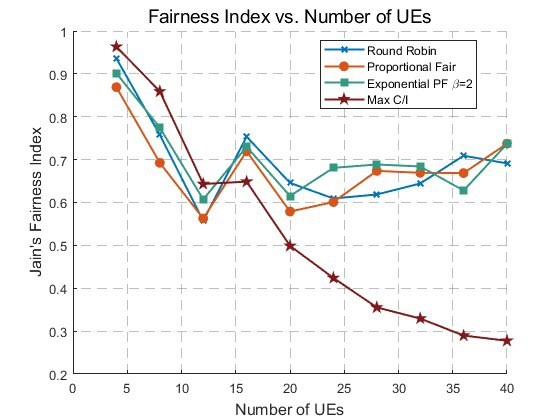 Fairness Index vs. Number of UEs
Round Robin
Proportional Fair
Exponential PF β=2
Max C/I
Jain's Fairness Index
1
0.9
0.8
0.7
0.6
0.5
0.4
0.3
0.2
0 5 10 15 20 25 30 35 40
Number of UEs